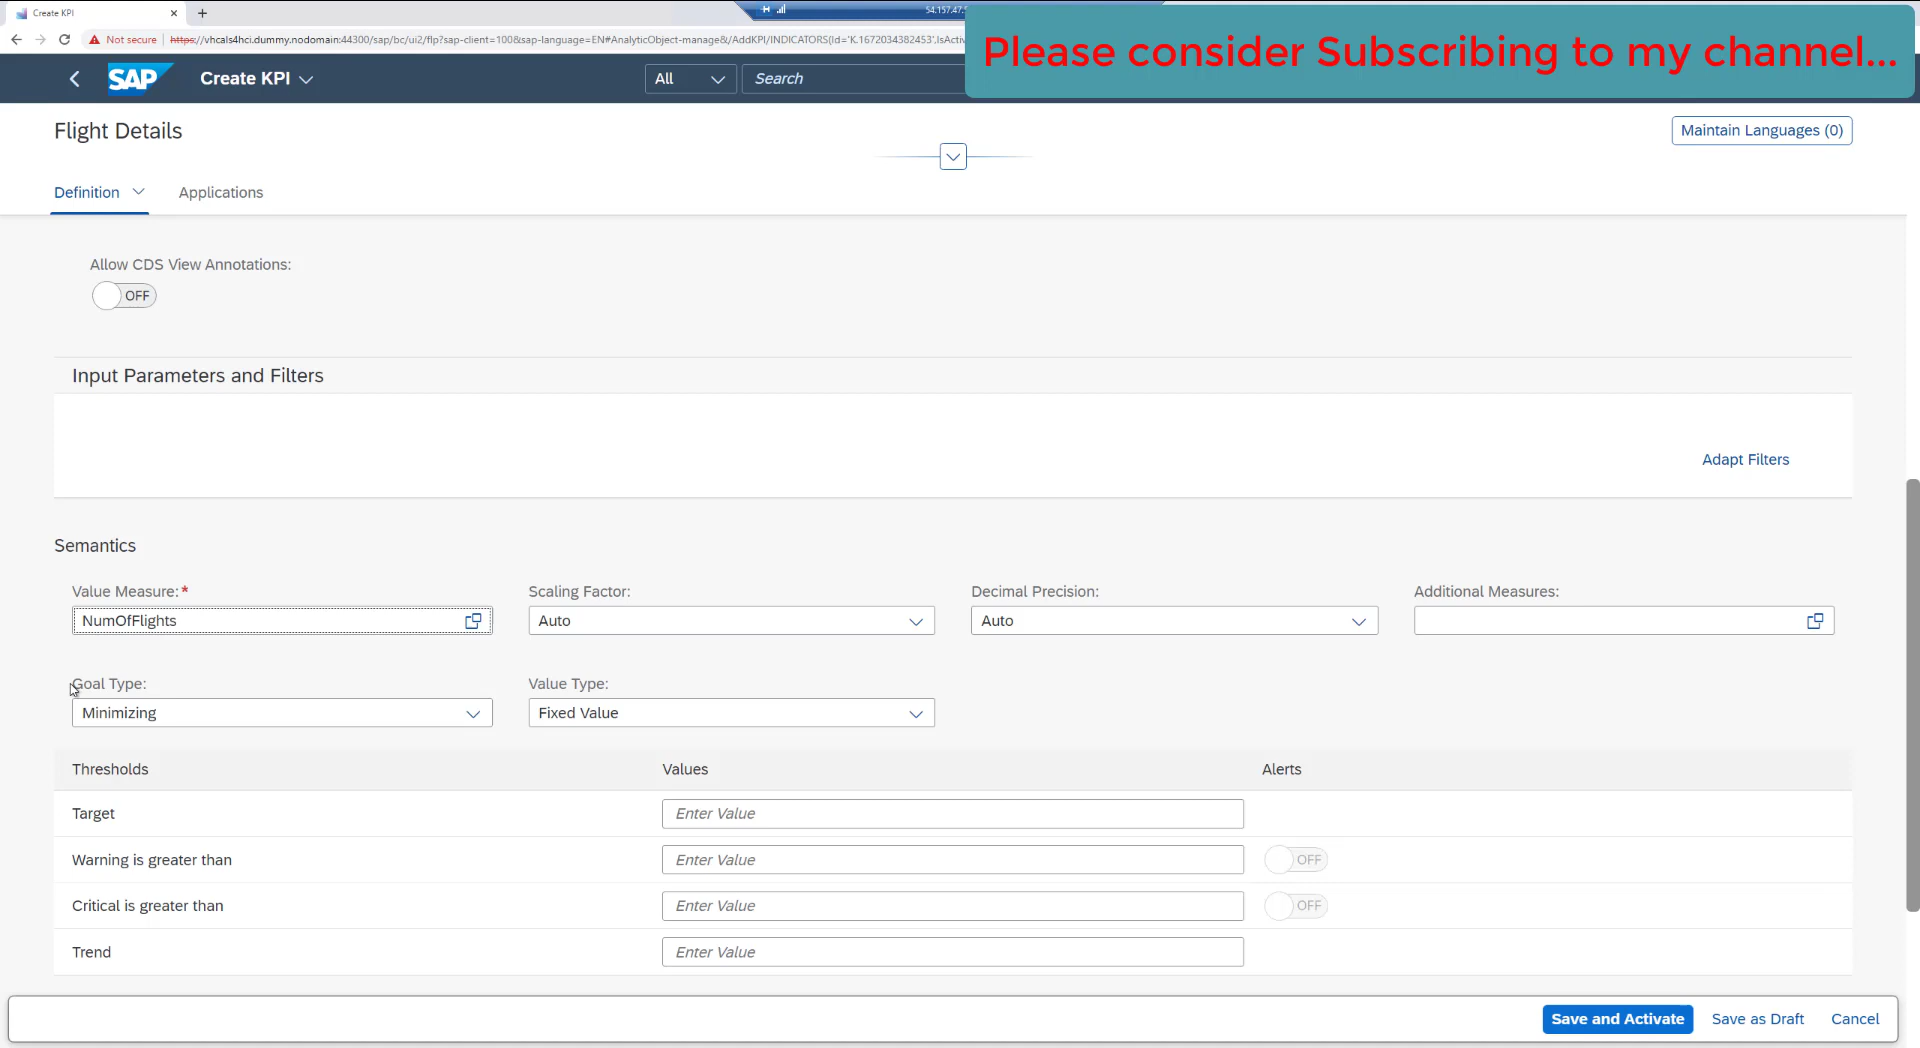 Create KPI
54.157.47.
Not secure
https://vhcals4hci.dummy.nodomain:44300/sap/bc/ui2/flp?sap-client=100&sap-language=EN#AnalyticObject-manage&/AddKPI/INDICATORS(Id='K.1672034382453',IsActiv
Please consider Subscribing to my channel...
SAP
Create KPI
All
Search
Flight Details
Maintain Languages (0)
Definition
Applications
Allow CDS View Annotations:
OFF
Input Parameters and Filters
Adapt Filters
Semantics
Value Measure:*
Scaling Factor:
Decimal Precision:
Additional Measures:
NumOfFlights
Auto
Auto
Goal Type:
Value Type:
Minimizing
Fixed Value
Thresholds
Values
Alerts
Target
Enter Value
Warning is greater than
Enter Value
OFF
Critical is greater than
Enter Value
OFF
Trend
Enter Value
Save and Activate
Save as Draft
Cancel